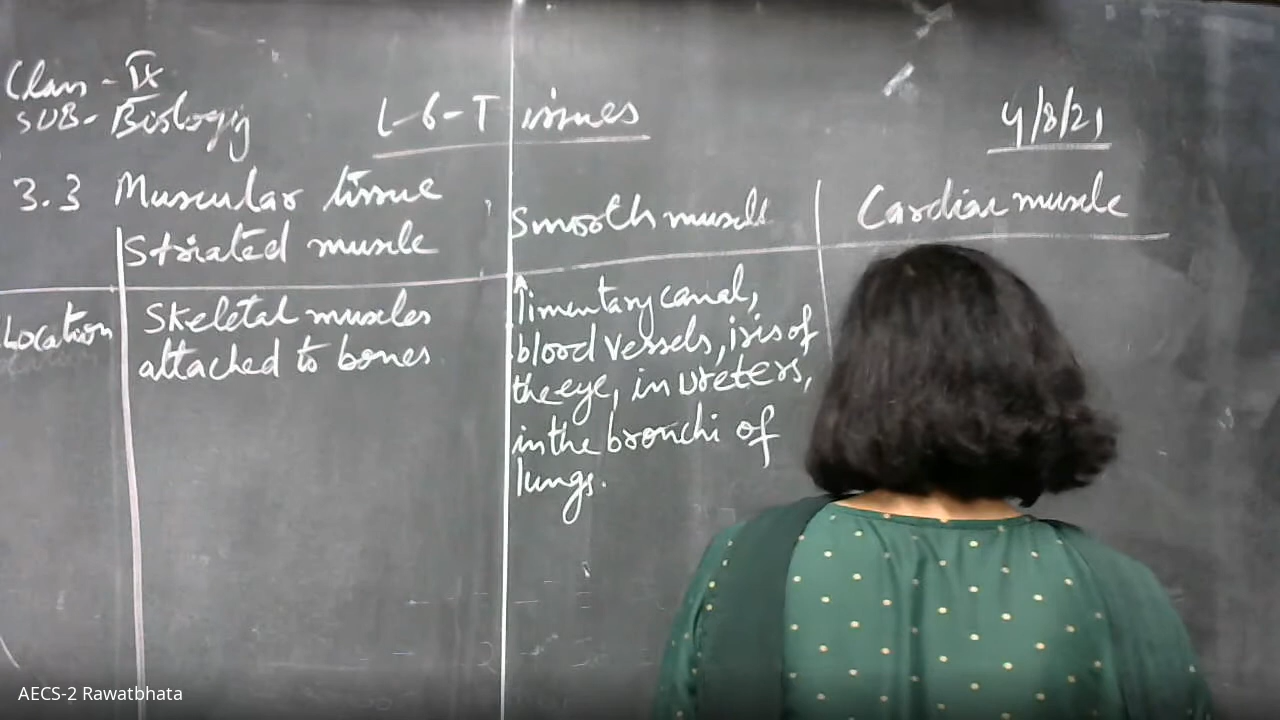 Class - IX
SUB- Biology
L-6-Tissues
4/8/21
3.3 Muscular tissue
Striated muscle
Smooth muscle
Cardiac muscle
Location
Skeletal muscles
attached to bones
Alimentary canal,
blood vessels, iris of
the eye, in ureters,
in the bronchi of
lungs.
AECS-2 Rawatbhata